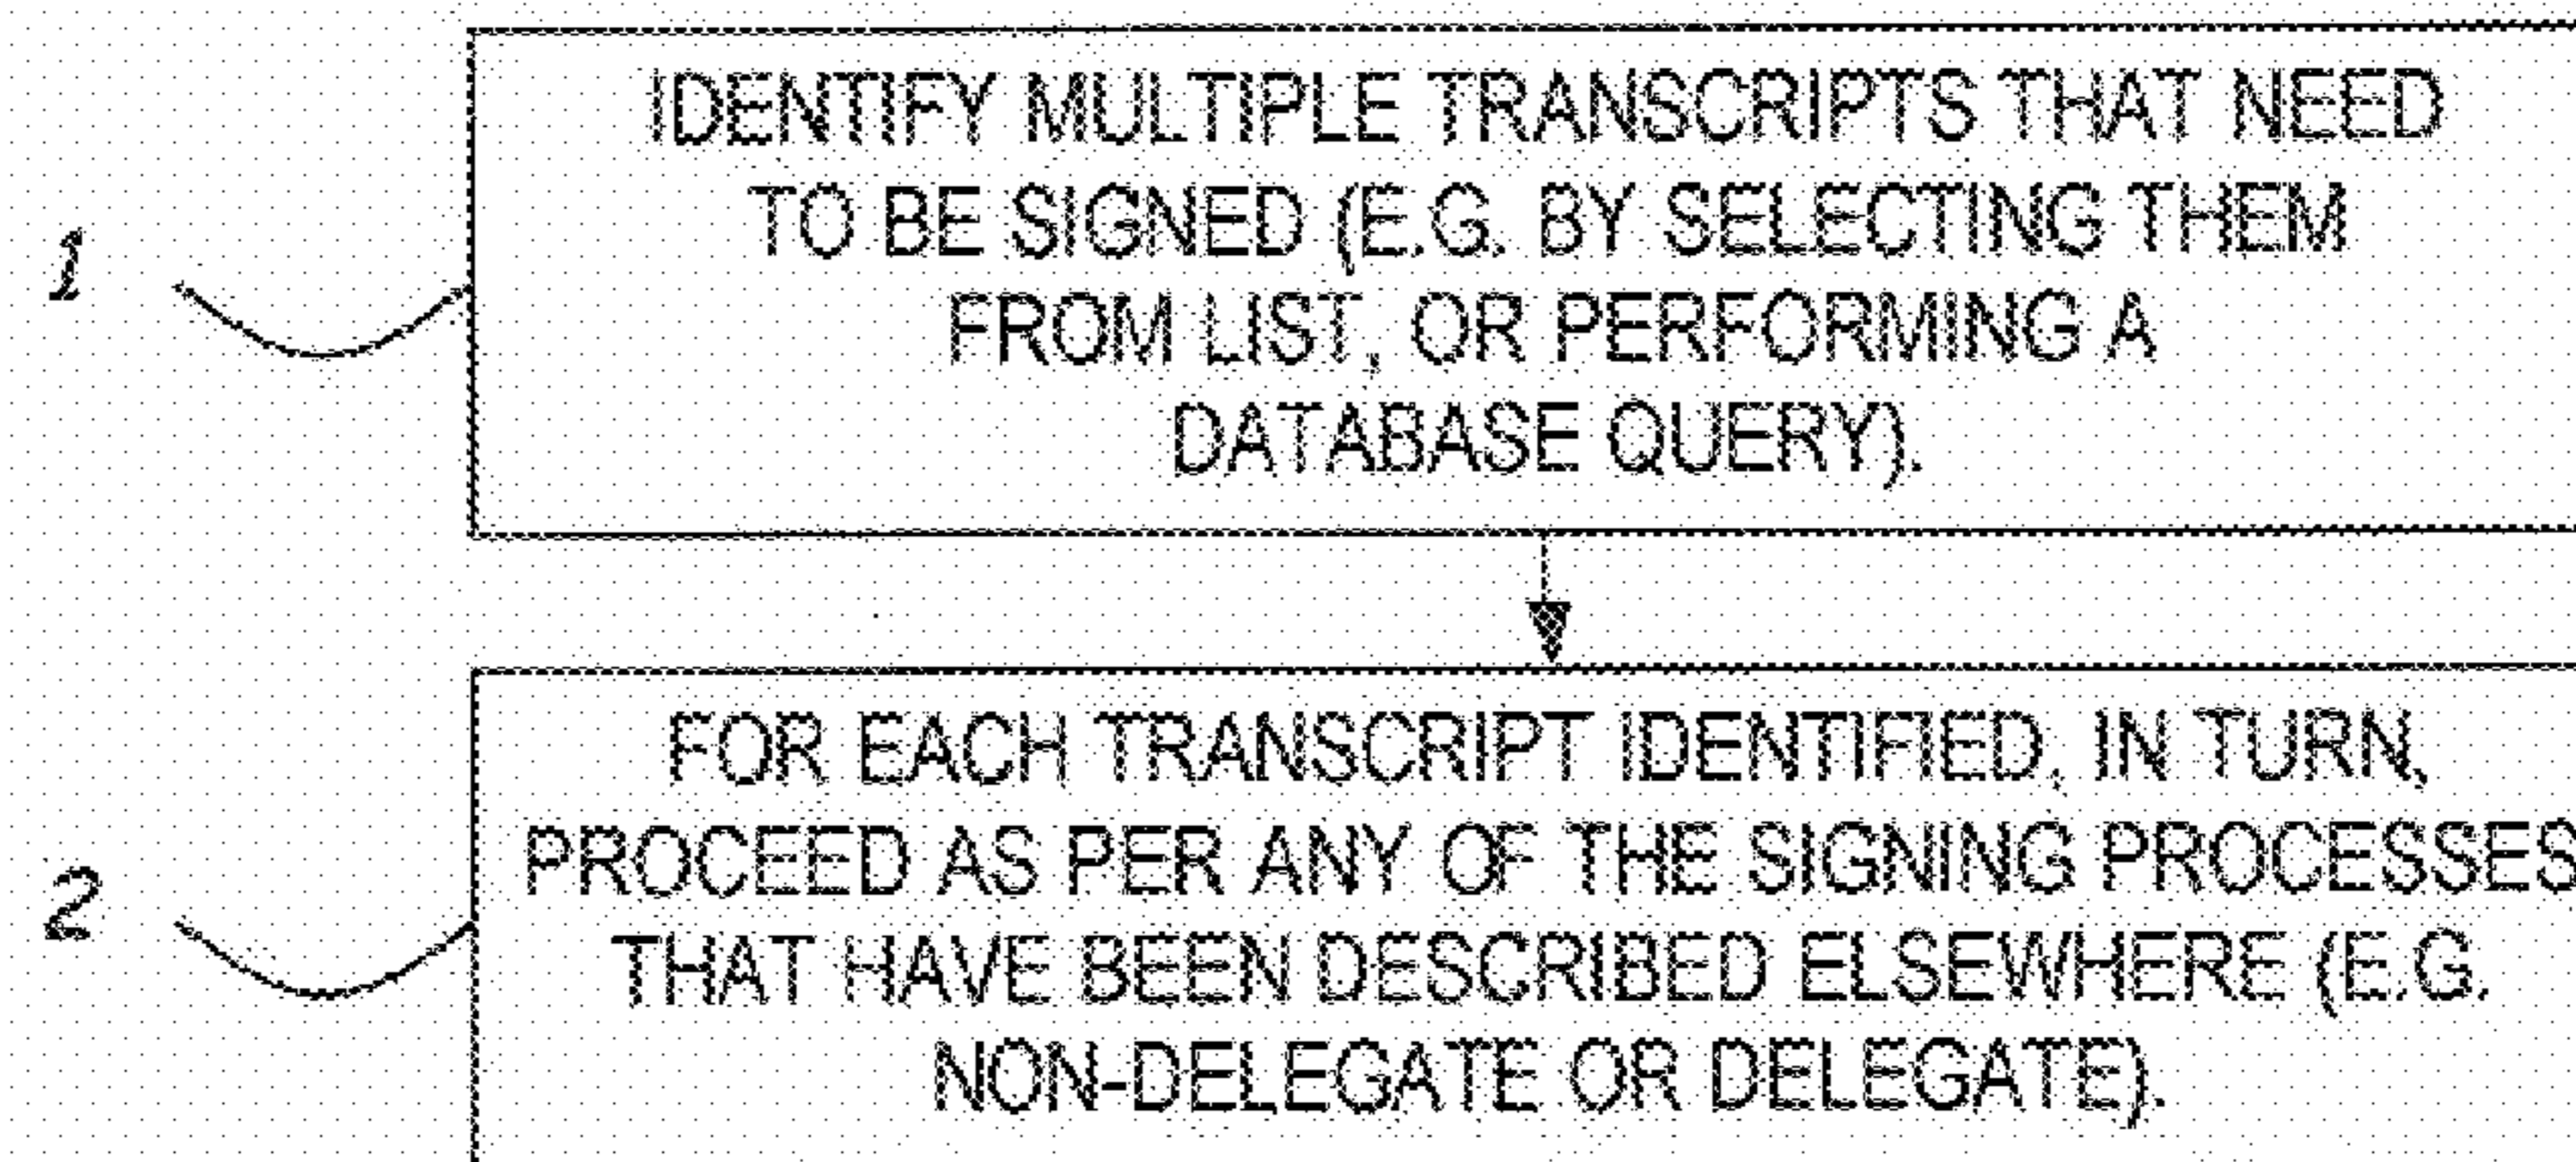 IDENTIFY MULTIPLE TRANSCRIPTS THAT NEED
TO BE SIGNED (E.G. BY SELECTING THEM
FROM LIST, OR PERFORMING A
DATABASE QUERY).
1
FOR EACH TRANSCRIPT IDENTIFIED, IN TURN,
PROCEED AS PER ANY OF THE SIGNING PROCESSES
THAT HAVE BEEN DESCRIBED ELSEWHERE (E.G.
NON-DELEGATE OR DELEGATE).
2